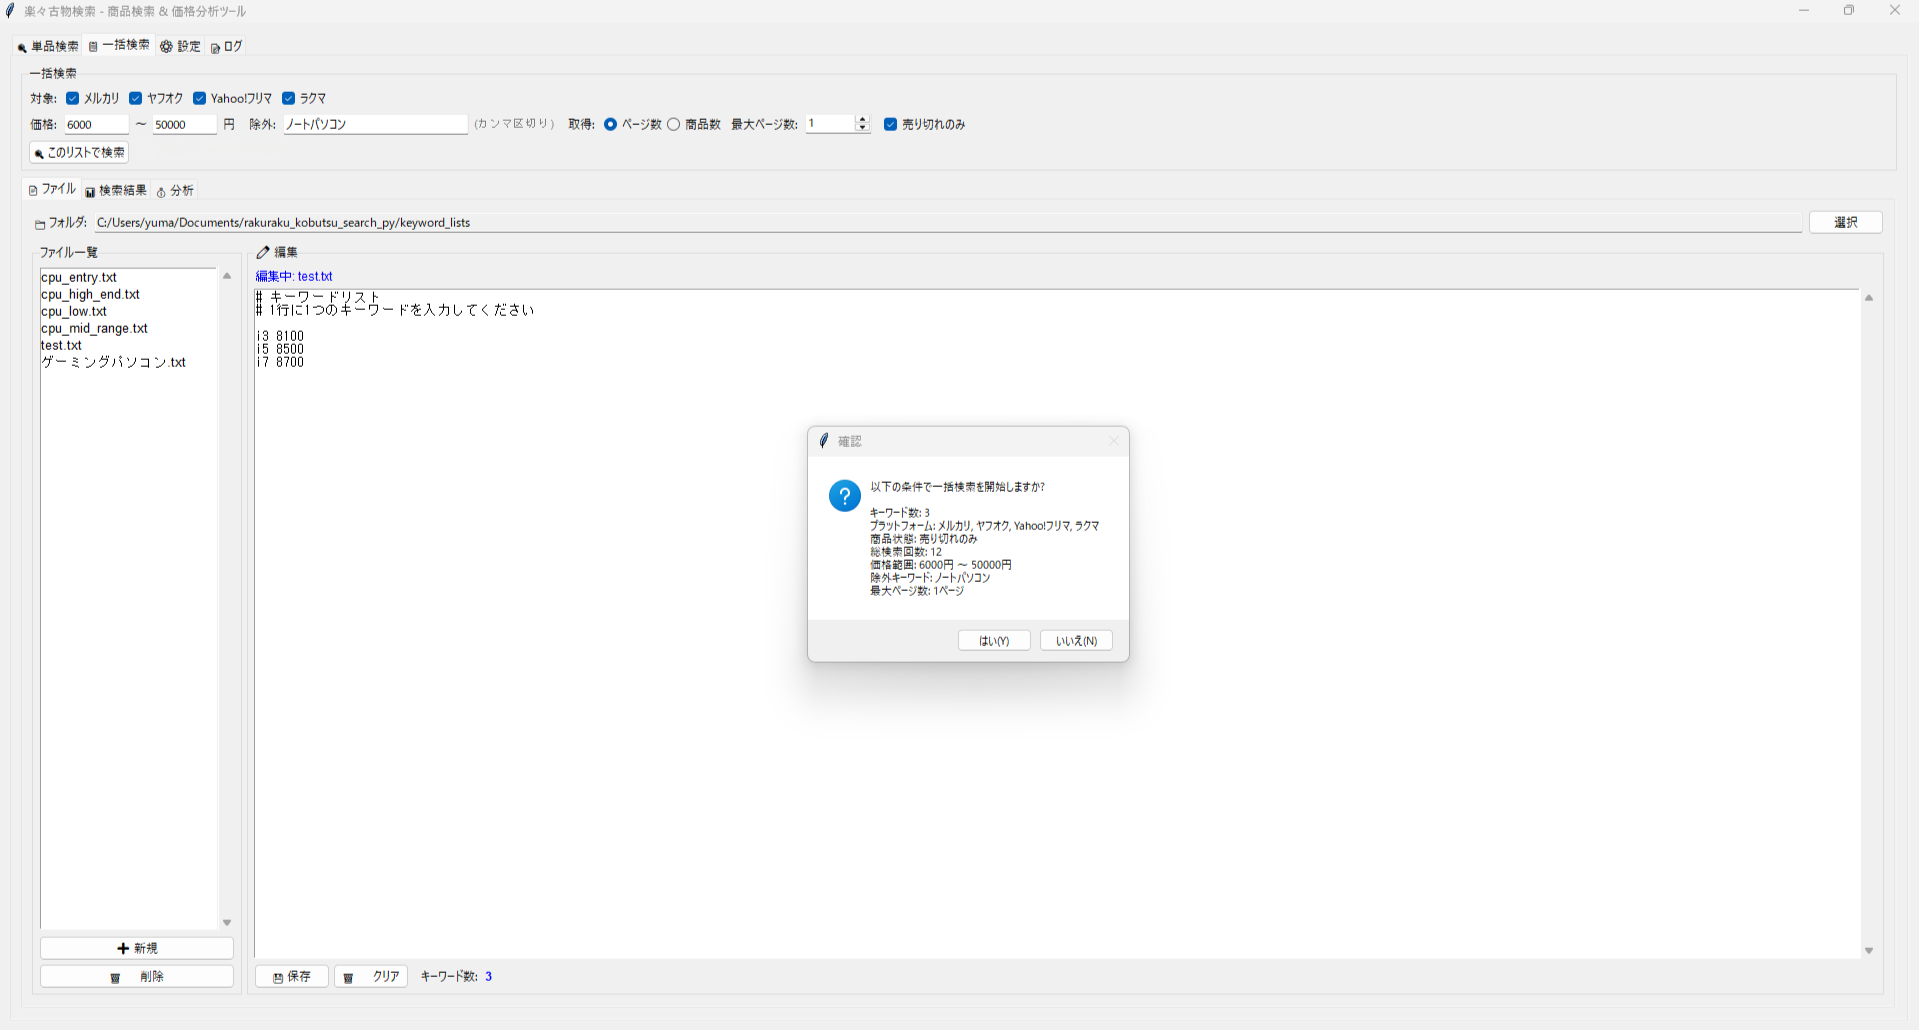 楽々古物検索 - 商品検索 & 価格分析ツール
単品検索 一括検索 設定 ログ
一括検索
対象: メルカリ ヤフオク Yahoo!フリマ ラクマ
価格: 6000 ～ 50000 円 除外: ノートパソコン (カンマ区切り) 取得: ページ数 商品数 最大ページ数: 1 売り切れのみ
このリストで検索
ファイル 検索結果 分析
フォルダ: C:/Users/yuma/Documents/rakuraku_kobutsu_search_py/keyword_lists 選択
ファイル一覧
cpu_entry.txt
cpu_high_end.txt
cpu_low.txt
cpu_mid_range.txt
test.txt
ゲーミングパソコン.txt
新規
削除
編集
編集中: test.txt
# キーワードリスト
# 1行に1つのキーワードを入力してください
i3 8100
i5 8500
i7 8700
保存 クリア キーワード数: 3
確認
以下の条件で一括検索を開始しますか?
キーワード数: 3
プラットフォーム: メルカリ, ヤフオク, Yahoo!フリマ, ラクマ
商品状態: 売り切れのみ
総検索回数: 12
価格範囲: 6000円 ～ 50000円
除外キーワード: ノートパソコン
最大ページ数: 1ページ
はい(Y) いいえ(N)